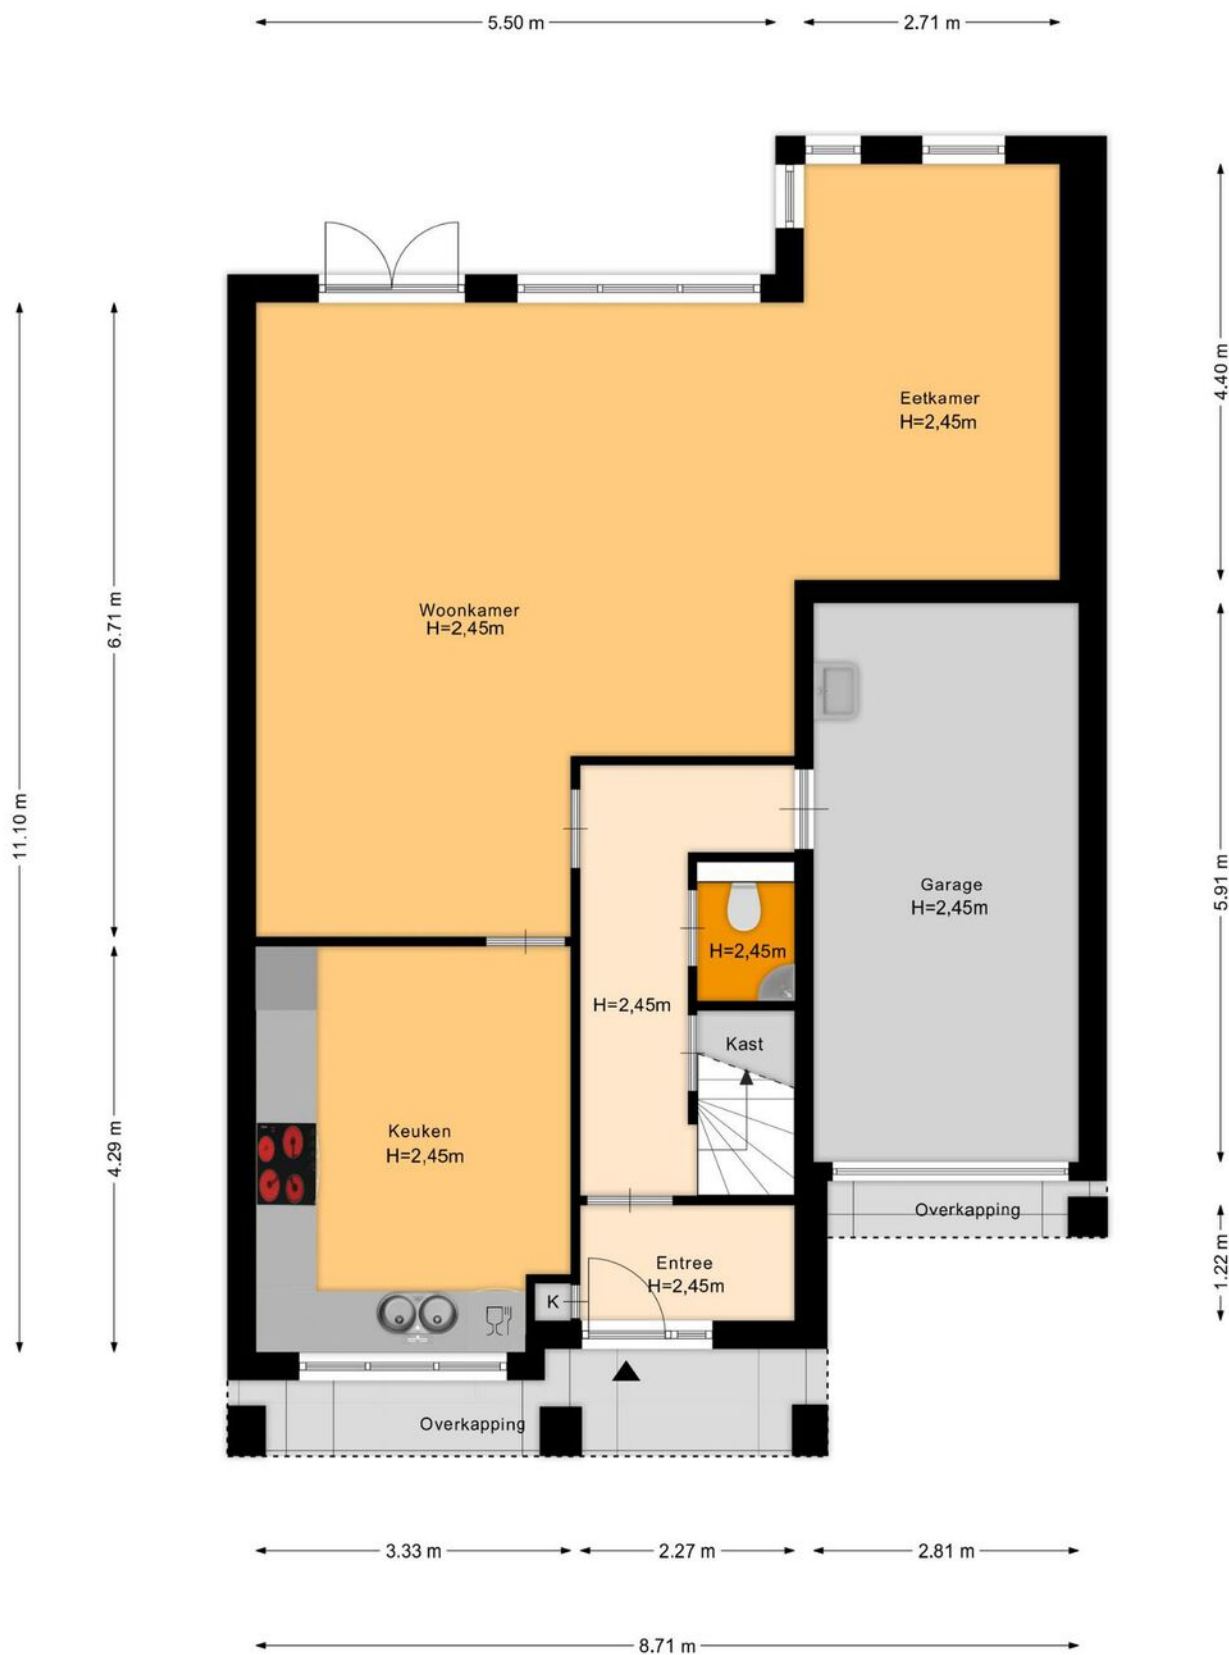 5.50 m
2.71 m
4.40 m
Eetkamer
H=2,45m
6.71 m
Woonkamer
H=2,45m
11.10 m
5.91 m
Garage
H=2,45m
H=2,45m
H=2,45m
Kast
4.29 m
Keuken
H=2,45m
Overkapping
1.22 m
Entree
H=2,45m
K
Overkapping
3.33 m
2.27 m
2.81 m
8.71 m